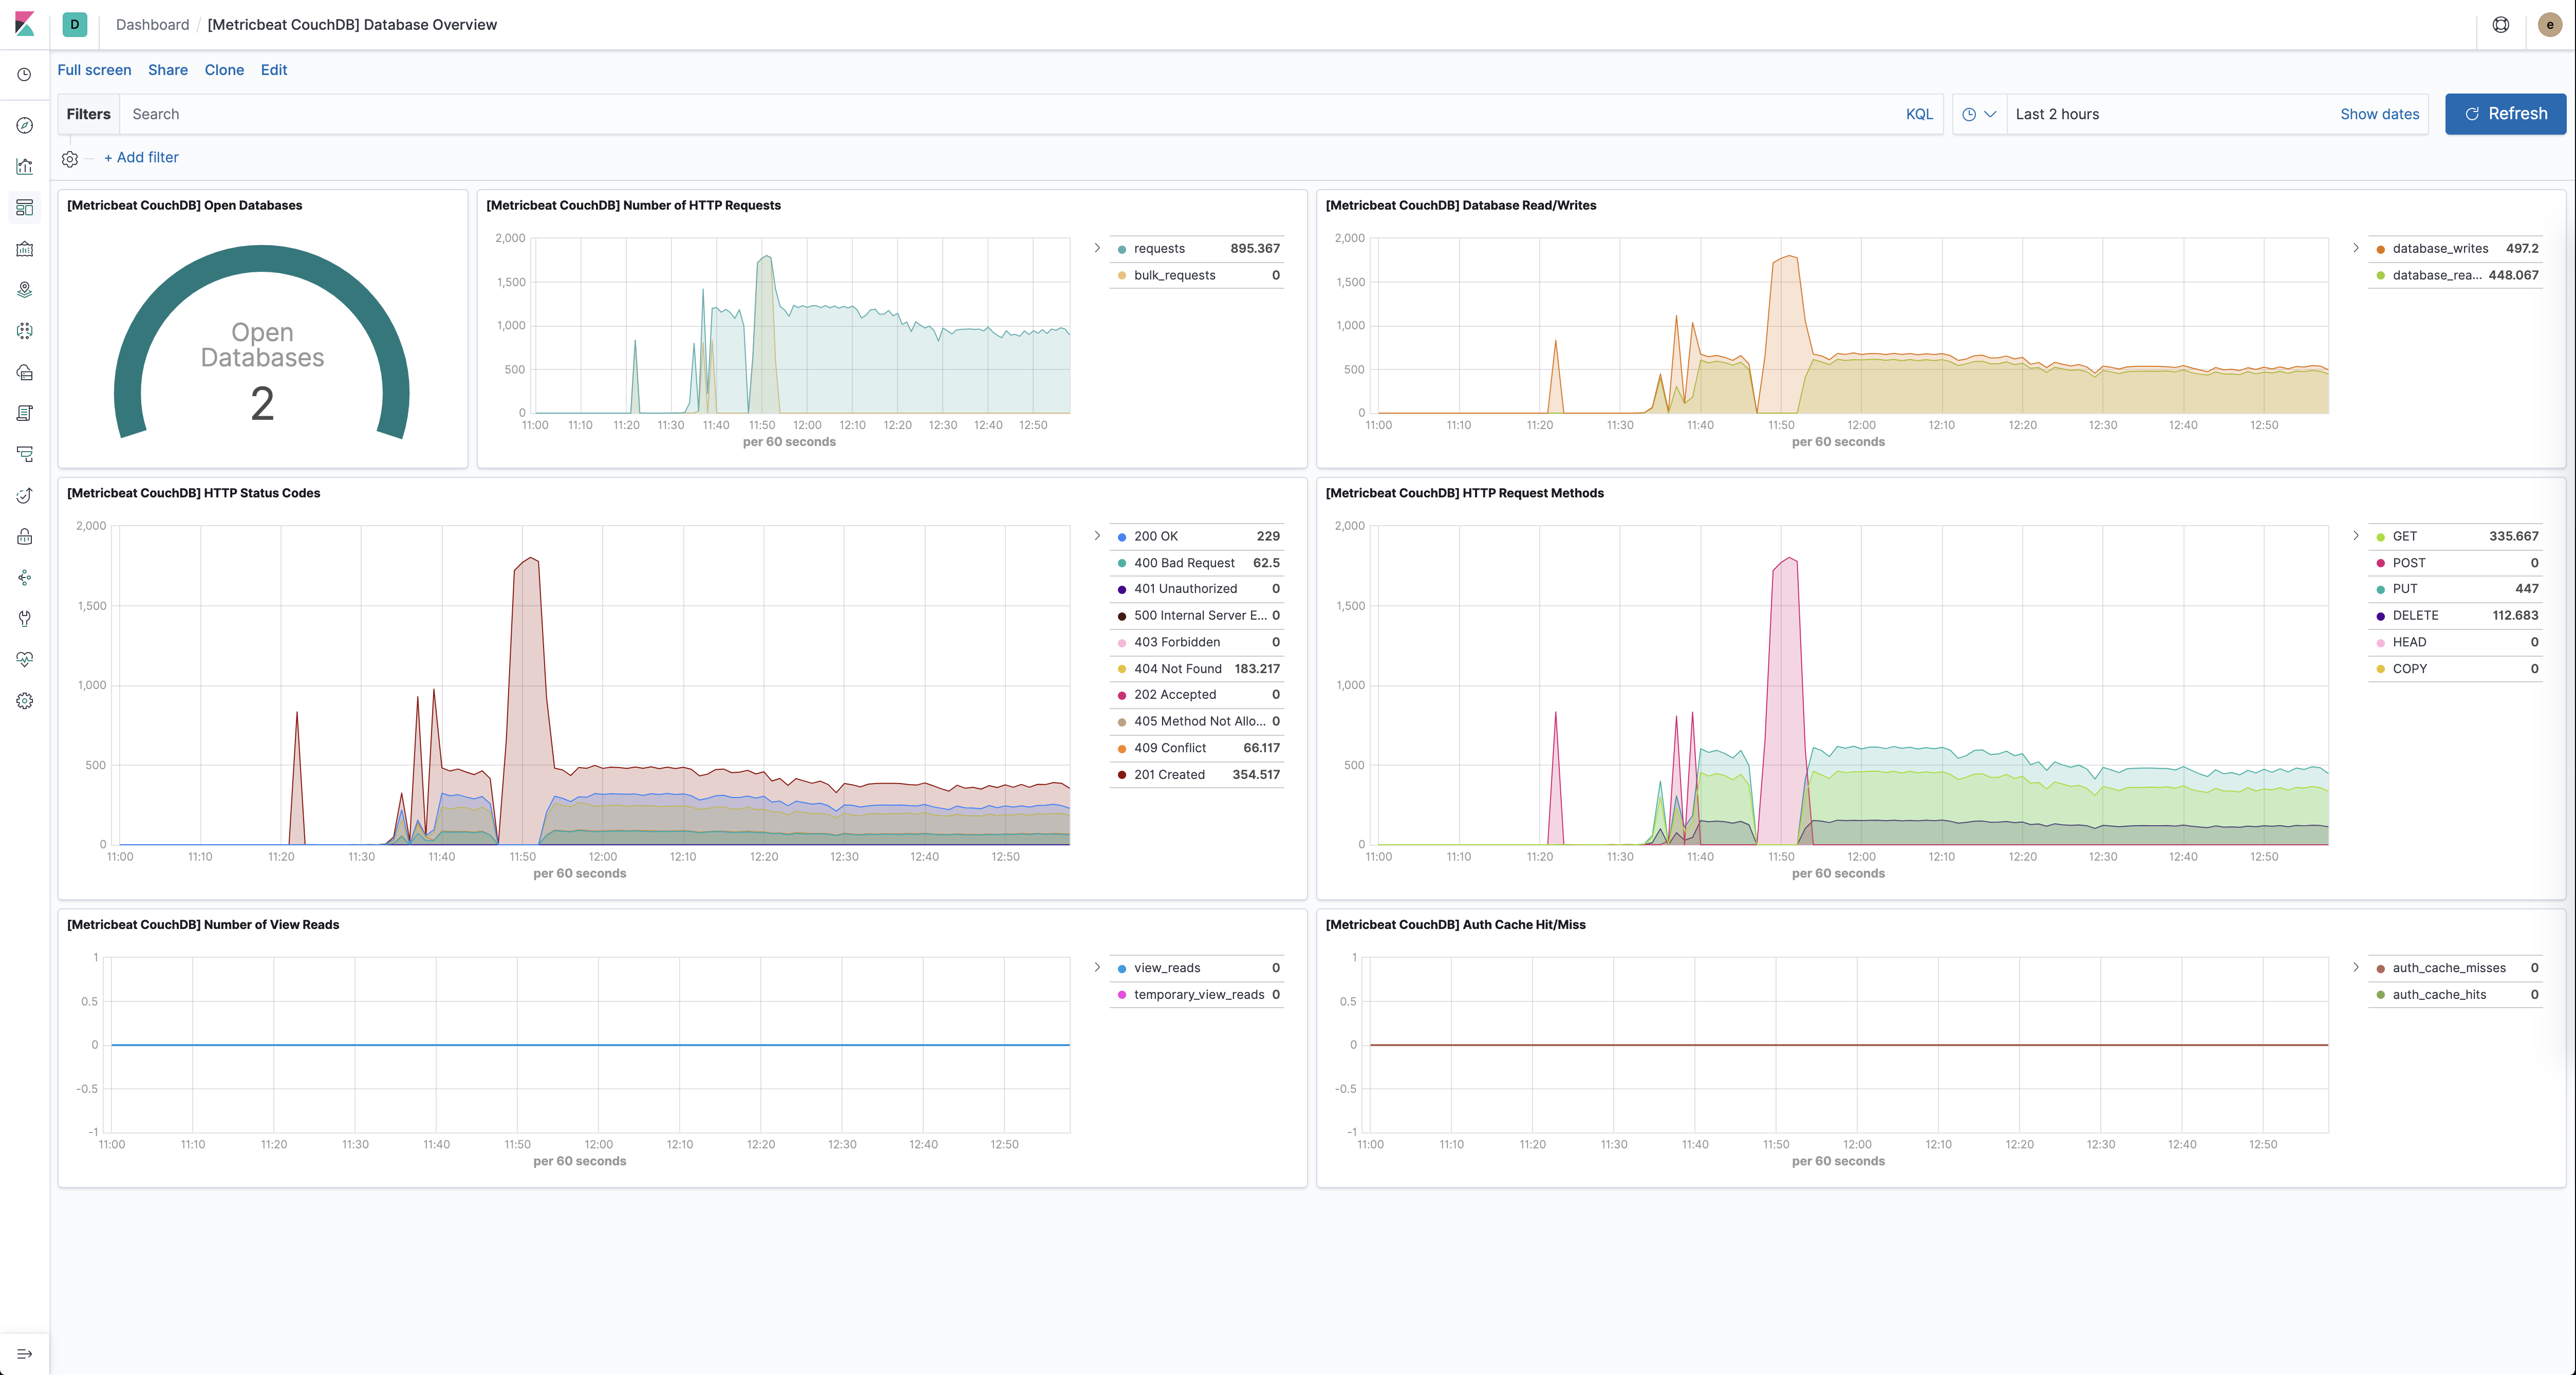 D Dashboard / [Metricbeat CouchDB] Database Overview e
Full screen Share Clone Edit
Filters Search KQL Last 2 hours Show dates Refresh
+ Add filter
[Metricbeat CouchDB] Open Databases
Open
Databases
2
[Metricbeat CouchDB] Number of HTTP Requests
2,000
1,500
1,000
500
0
11:00 11:10 11:20 11:30 11:40 11:50 12:00 12:10 12:20 12:30 12:40 12:50
per 60 seconds
requests 895.367
bulk_requests 0
[Metricbeat CouchDB] Database Read/Writes
2,000
1,500
1,000
500
0
11:00 11:10 11:20 11:30 11:40 11:50 12:00 12:10 12:20 12:30 12:40 12:50
per 60 seconds
database_writes 497.2
database_rea... 448.067
[Metricbeat CouchDB] HTTP Status Codes
2,000
1,500
1,000
500
0
11:00 11:10 11:20 11:30 11:40 11:50 12:00 12:10 12:20 12:30 12:40 12:50
per 60 seconds
200 OK 229
400 Bad Request 62.5
401 Unauthorized 0
500 Internal Server E... 0
403 Forbidden 0
404 Not Found 183.217
202 Accepted 0
405 Method Not Allo... 0
409 Conflict 66.117
201 Created 354.517
[Metricbeat CouchDB] HTTP Request Methods
2,000
1,500
1,000
500
0
11:00 11:10 11:20 11:30 11:40 11:50 12:00 12:10 12:20 12:30 12:40 12:50
per 60 seconds
GET 335.667
POST 0
PUT 447
DELETE 112.683
HEAD 0
COPY 0
[Metricbeat CouchDB] Number of View Reads
1
0.5
0
-0.5
-1
11:00 11:10 11:20 11:30 11:40 11:50 12:00 12:10 12:20 12:30 12:40 12:50
per 60 seconds
view_reads 0
temporary_view_reads 0
[Metricbeat CouchDB] Auth Cache Hit/Miss
1
0.5
0
-0.5
-1
11:00 11:10 11:20 11:30 11:40 11:50 12:00 12:10 12:20 12:30 12:40 12:50
per 60 seconds
auth_cache_misses 0
auth_cache_hits 0